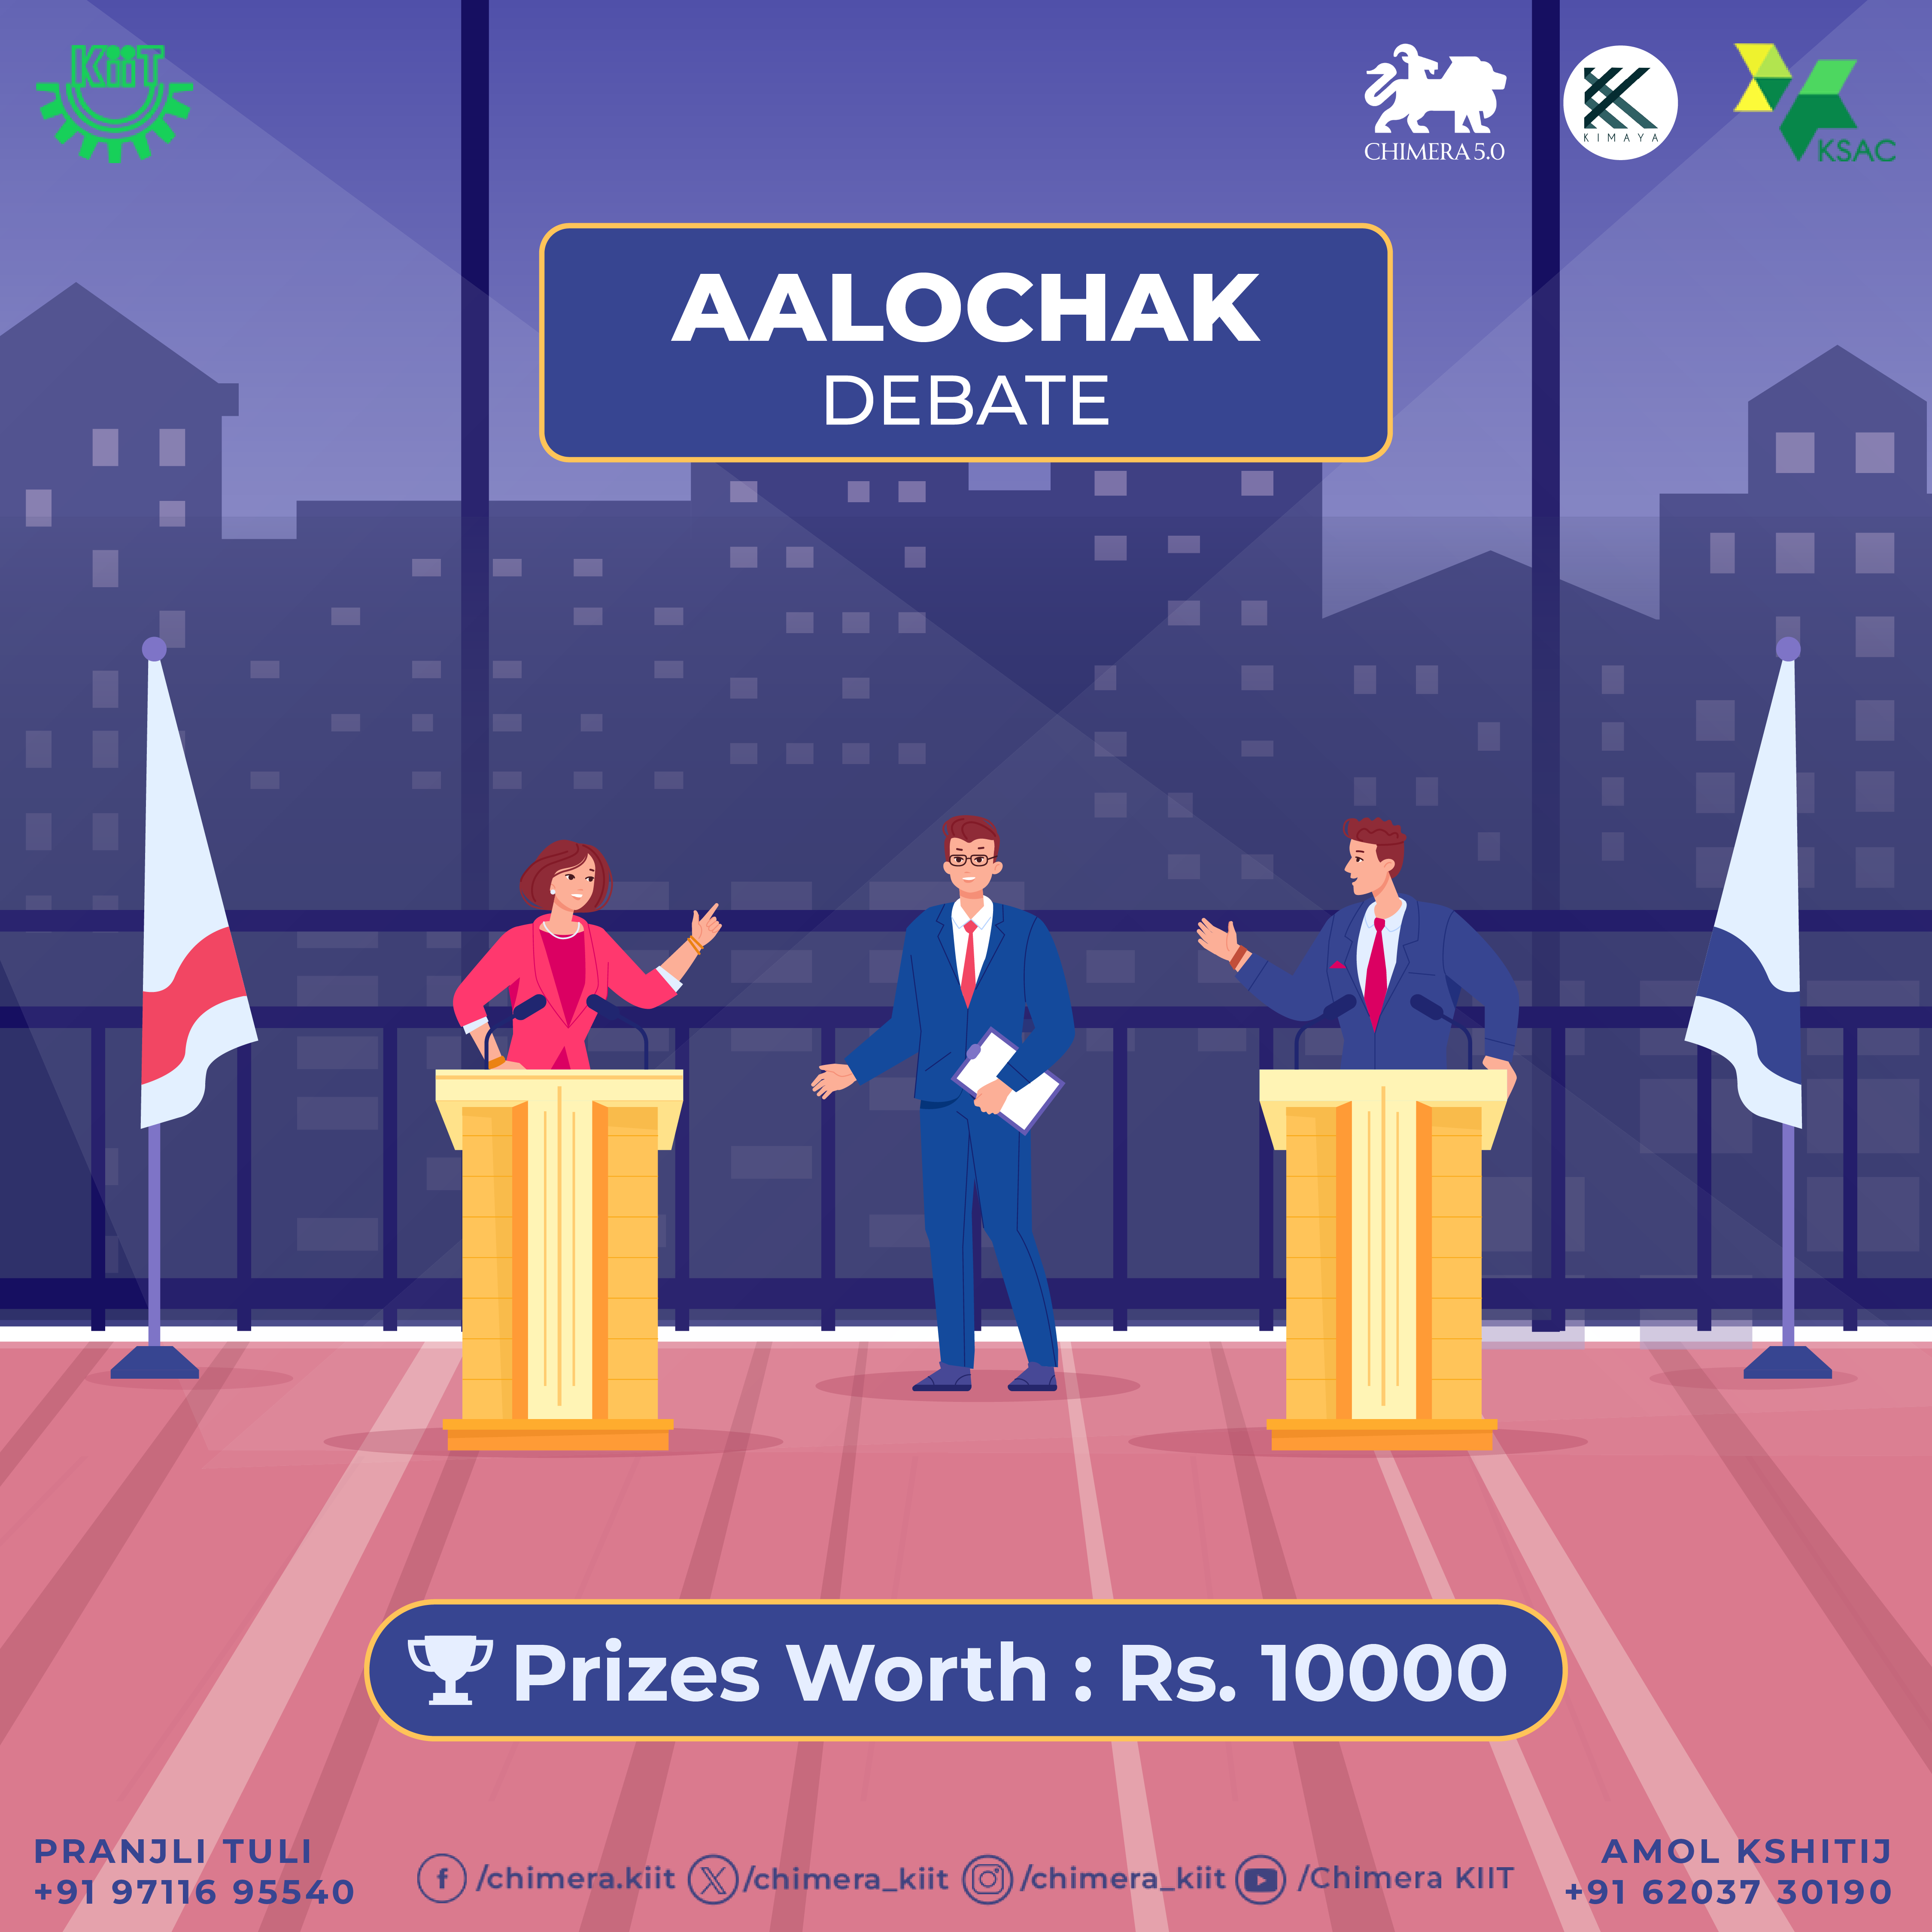 KiiT
CHIMERA 5.0
KIMAYA
KSAC
AALOCHAK
DEBATE
Prizes Worth : Rs. 10000
PRANJLI TULI
+91 97116 95540
/chimera.kiit
/chimera_kiit
/chimera_kiit
/Chimera KIIT
AMOL KSHITIJ
+91 62037 30190